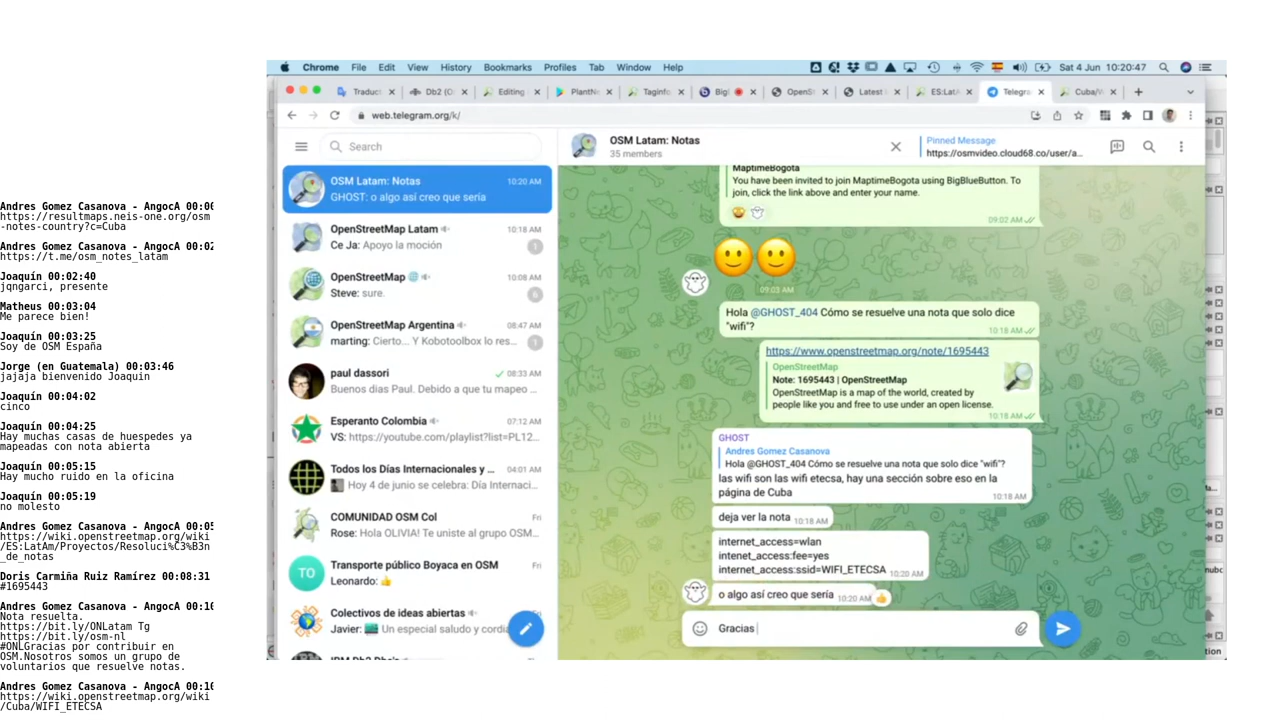 Andres Gomez Casanova - AngocA 00:00
https://resultmaps.neis-one.org/osm
-notes-country?c=Cuba
Andres Gomez Casanova - AngocA 00:02
https://t.me/osm_notes_latam
Joaquín 00:02:40
jqngarci, presente
Matheus 00:03:04
Me parece bien!
Joaquín 00:03:25
Soy de OSM España
Jorge (en Guatemala) 00:03:46
jajaja bienvenido Joaquin
Joaquín 00:04:02
cinco
Joaquín 00:04:25
Hay muchas casas de huespedes ya
mapeadas con nota abierta
Joaquín 00:05:15
Hay mucho ruido en la oficina
Joaquín 00:05:19
no molesto
Andres Gomez Casanova - AngocA 00:05
https://wiki.openstreetmap.org/wiki
/ES:LatAm/Proyectos/Resoluci%C3%B3n
_de_notas
Doris Carmiña Ruiz Ramírez 00:08:31
#1695443
Andres Gomez Casanova - AngocA 00:10
Nota resuelta.
https://bit.ly/ONLatam Tg
https://bit.ly/osm-nl
#ONLGracias por contribuir en
OSM.Nosotros somos un grupo de
voluntarios que resuelve notas.
Andres Gomez Casanova - AngocA 00:10
https://wiki.openstreetmap.org/wiki
/Cuba/WIFI_ETECSA
Chrome File Edit View History Bookmarks Profiles Tab Window Help
Sat 4 Jun 10:20:47
Traduct Db2 (O Editing PlantNe Taginfo Big OpenSt Latest ES:LatA Telegra Cuba/W
web.telegram.org/k/
Search
OSM Latam: Notas 10:20 AM
GHOST: o algo así creo que sería
OpenStreetMap Latam 10:18 AM
Ce Ja: Apoyo la moción 1
OpenStreetMap 10:08 AM
Steve: sure. 6
OpenStreetMap Argentina 08:47 AM
marting: Cierto... Y Kobotoolbox lo res... 1
paul dassori 08:33 AM
Buenos dias Paul. Debido a que tu mapeo ...
Esperanto Colombia 07:12 AM
VS: https://youtube.com/playlist?list=PL12...
Todos los Días Internacionales y ... 04:01 AM
Hoy 4 de junio se celebra: Día Internaci...
COMUNIDAD OSM Col Fri
Rose: Hola OLIVIA! Te uniste al grupo OSM...
TO
Transporte público Boyaca en OSM Fri
Leonardo: 👍
Colectivos de ideas abiertas Fri
Javier: Un especial saludo y cordia
OSM Latam: Notas
35 members
Pinned Message
https://osmvideo.cloud68.co/user/a...
MaptimeBogota
You have been invited to join MaptimeBogota using BigBlueButton. To
join, click the link above and enter your name.
09:02 AM
🙂🙂
09:03 AM
Hola @GHOST_404 Cómo se resuelve una nota que solo dice
"wifi"?
10:18 AM
https://www.openstreetmap.org/note/1695443
OpenStreetMap
Note: 1695443 | OpenStreetMap
OpenStreetMap is a map of the world, created by
people like you and free to use under an open license.
10:18 AM
GHOST
Andres Gomez Casanova
Hola @GHOST_404 Cómo se resuelve una nota que solo dice "wifi"?
las wifi son las wifi etecsa, hay una sección sobre eso en la
página de Cuba
10:18 AM
deja ver la nota 10:18 AM
internet_access=wlan
intenet_access:fee=yes
internet_access:ssid=WIFI_ETECSA 10:20 AM
o algo así creo que sería 10:20 AM 👍
Gracias